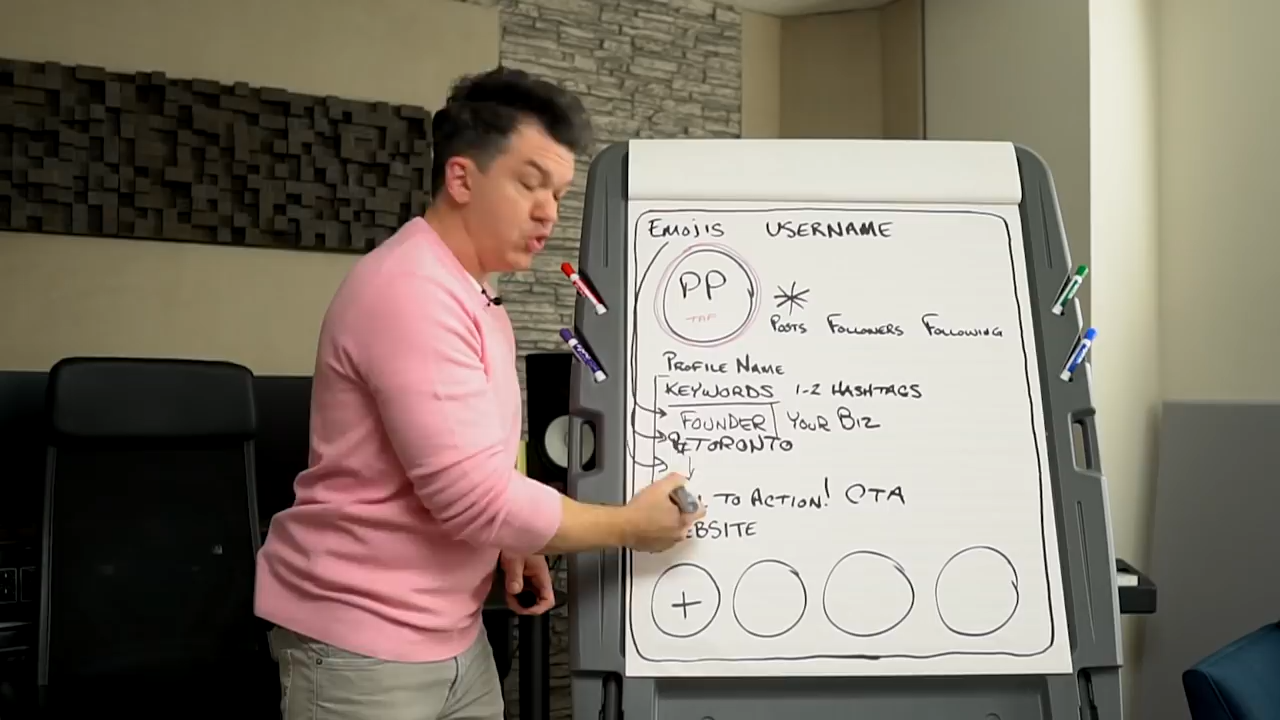 EMOJIS USERNAME
PP
TAF
POSTS FOLLOWERS FOLLOWING
PROFILE NAME
KEYWORDS 1-2 HASHTAGS
FOUNDER YOUR BIZ
TORONTO
TO ACTION! CTA
EBSITE
+